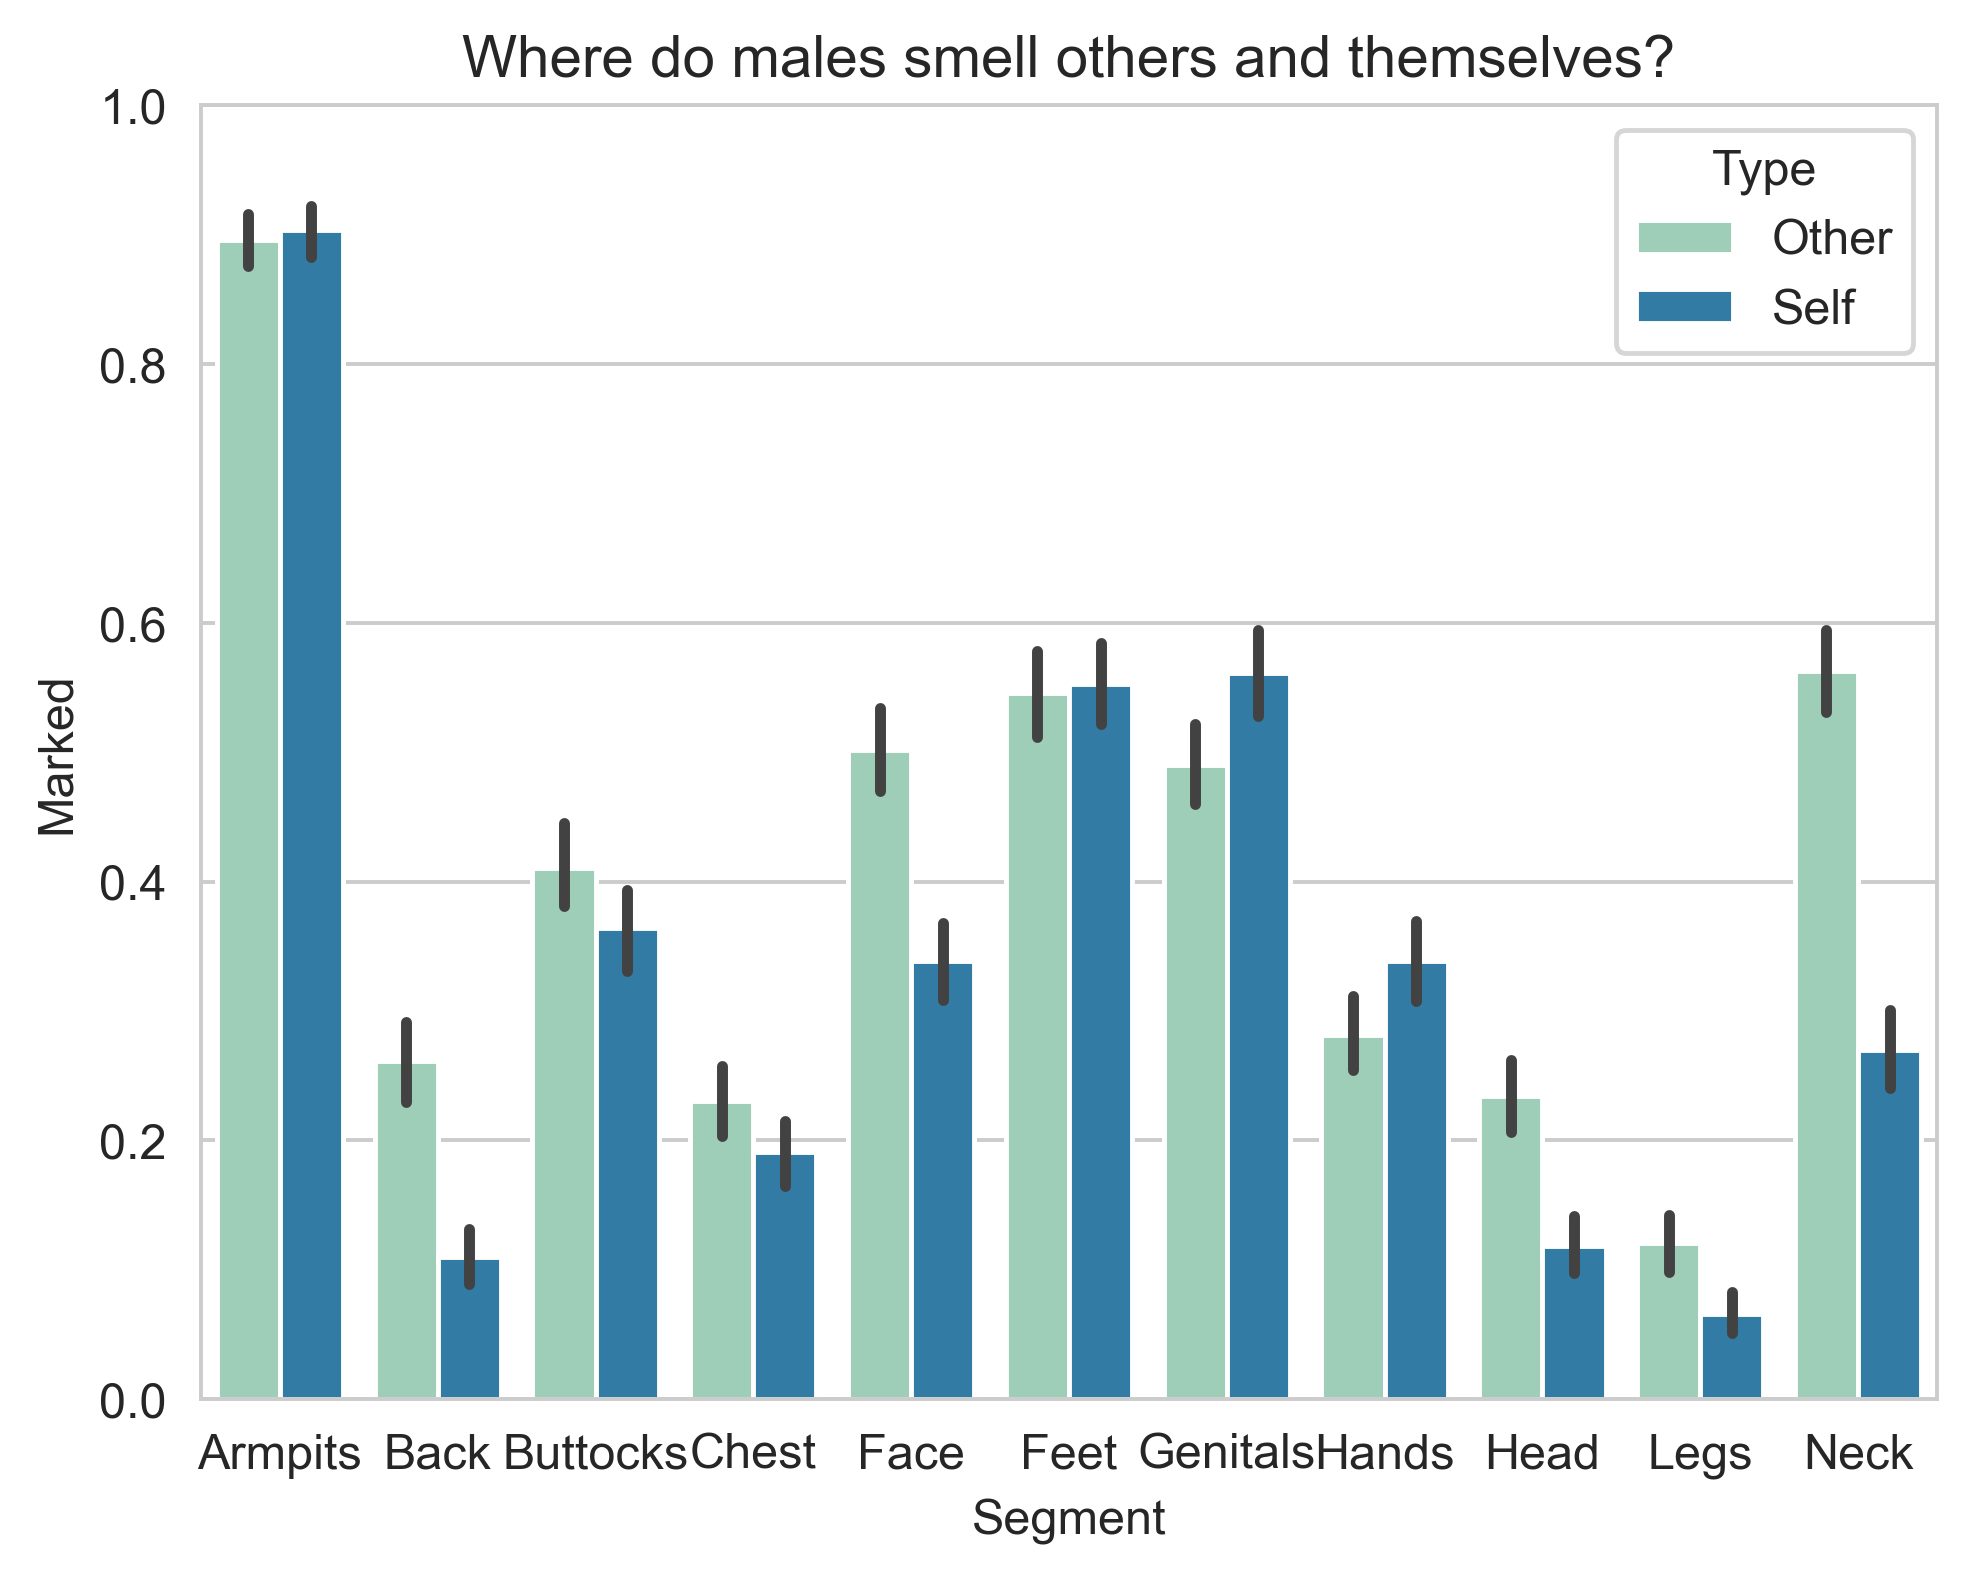 Where do males smell others and themselves?
1.0
0.8
0.6
0.4
0.2
0.0
Marked
Type
Other
Self
Armpits Back Buttocks Chest Face Feet Genitals Hands Head Legs Neck
Segment